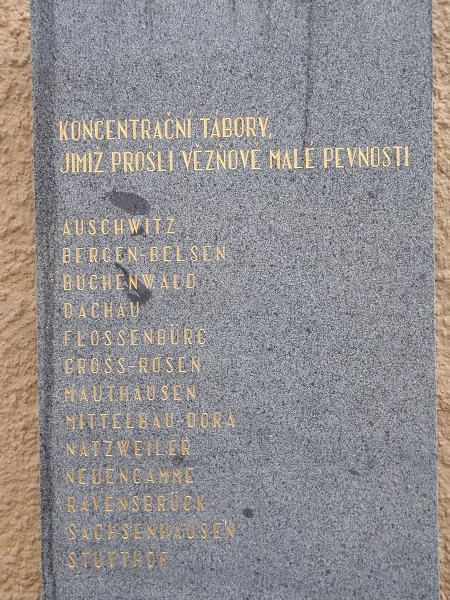 KONCENTRAČNÍ TÁBORY,
JIMIŽ PROŠLI VĚZŇOVÉ MALÉ PEVNOSTI
AUSCHWITZ
BERGEN-BELSEN
BUCHENWALD
DACHAU
FLOSSENBÜRG
GROSS-ROSEN
MAUTHAUSEN
MITTELBAU-DORA
NATZWEILER
NEUENGAMME
RAVENSBRÜCK
SACHSENHAUSEN
STUTTHOF